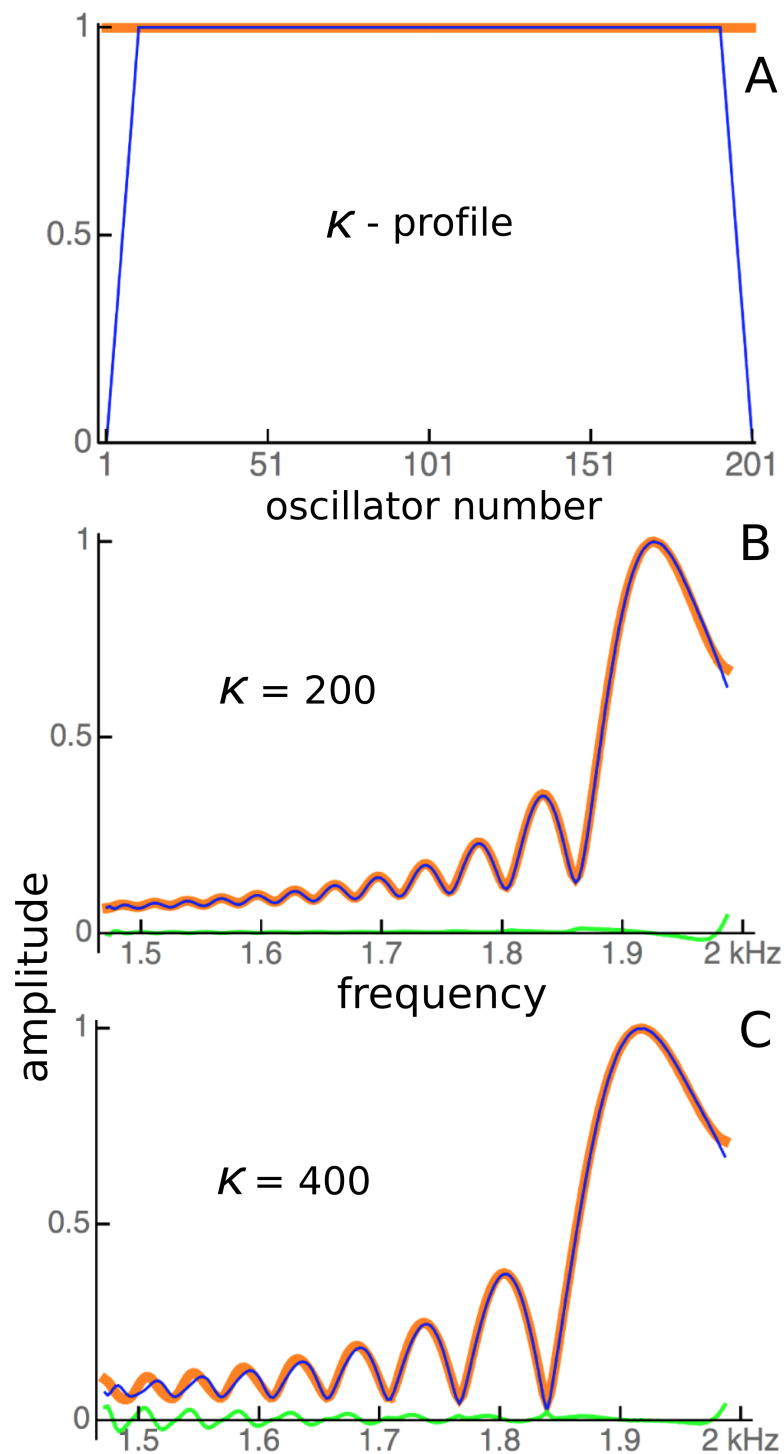 1
A
κ - profile
0.5
0
1 51 101 151 201
oscillator number
1
B
κ = 200
0.5
0
1.5 1.6 1.7 1.8 1.9 2 kHz
frequency
amplitude
1
C
κ = 400
0.5
0
1.5 1.6 1.7 1.8 1.9 2 kHz